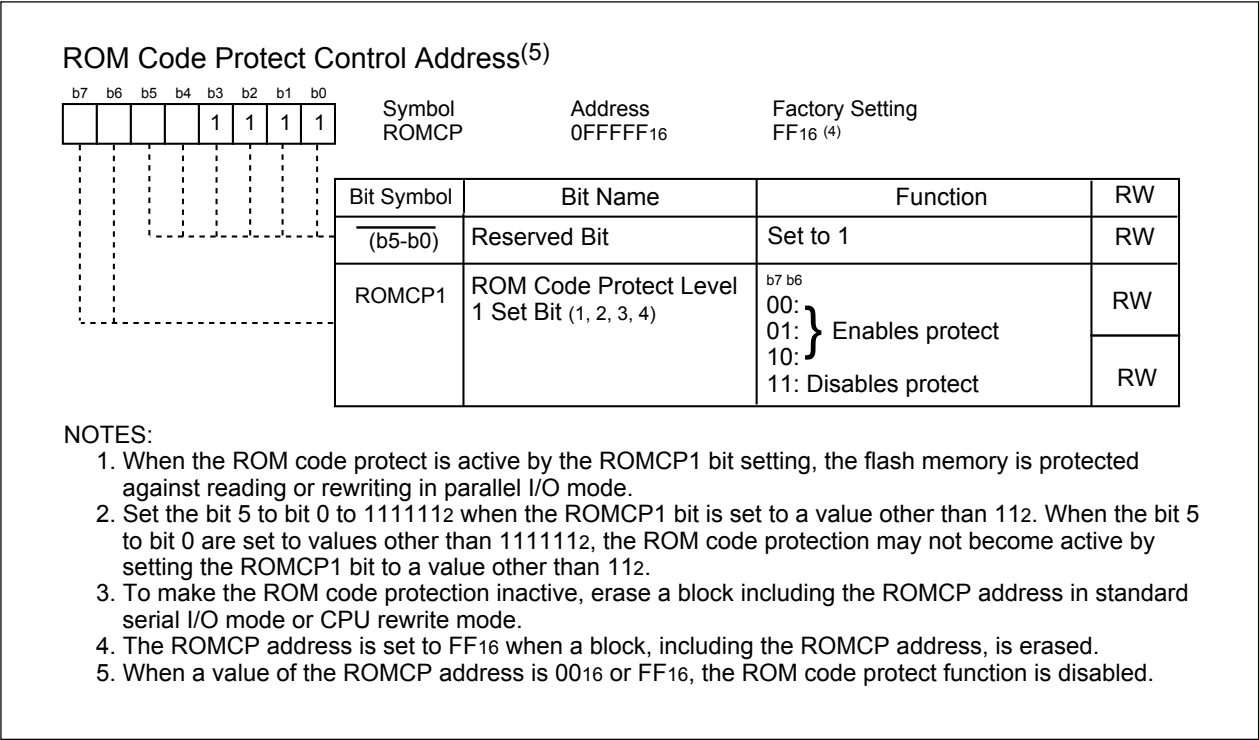 ROM Code Protect Control Address(5)
b7 b6 b5 b4 b3 b2 b1 b0
1 1 1 1
Symbol Address Factory Setting
ROMCP 0FFFFF16 FF16 (4)
Bit Symbol Bit Name Function RW
(b5-b0) Reserved Bit Set to 1 RW
ROMCP1 ROM Code Protect Level
1 Set Bit (1, 2, 3, 4)
b7 b6
00:
01: } Enables protect
10:
11: Disables protect
RW
RW
NOTES:
1. When the ROM code protect is active by the ROMCP1 bit setting, the flash memory is protected
against reading or rewriting in parallel I/O mode.
2. Set the bit 5 to bit 0 to 1111112 when the ROMCP1 bit is set to a value other than 112. When the bit 5
to bit 0 are set to values other than 1111112, the ROM code protection may not become active by
setting the ROMCP1 bit to a value other than 112.
3. To make the ROM code protection inactive, erase a block including the ROMCP address in standard
serial I/O mode or CPU rewrite mode.
4. The ROMCP address is set to FF16 when a block, including the ROMCP address, is erased.
5. When a value of the ROMCP address is 0016 or FF16, the ROM code protect function is disabled.